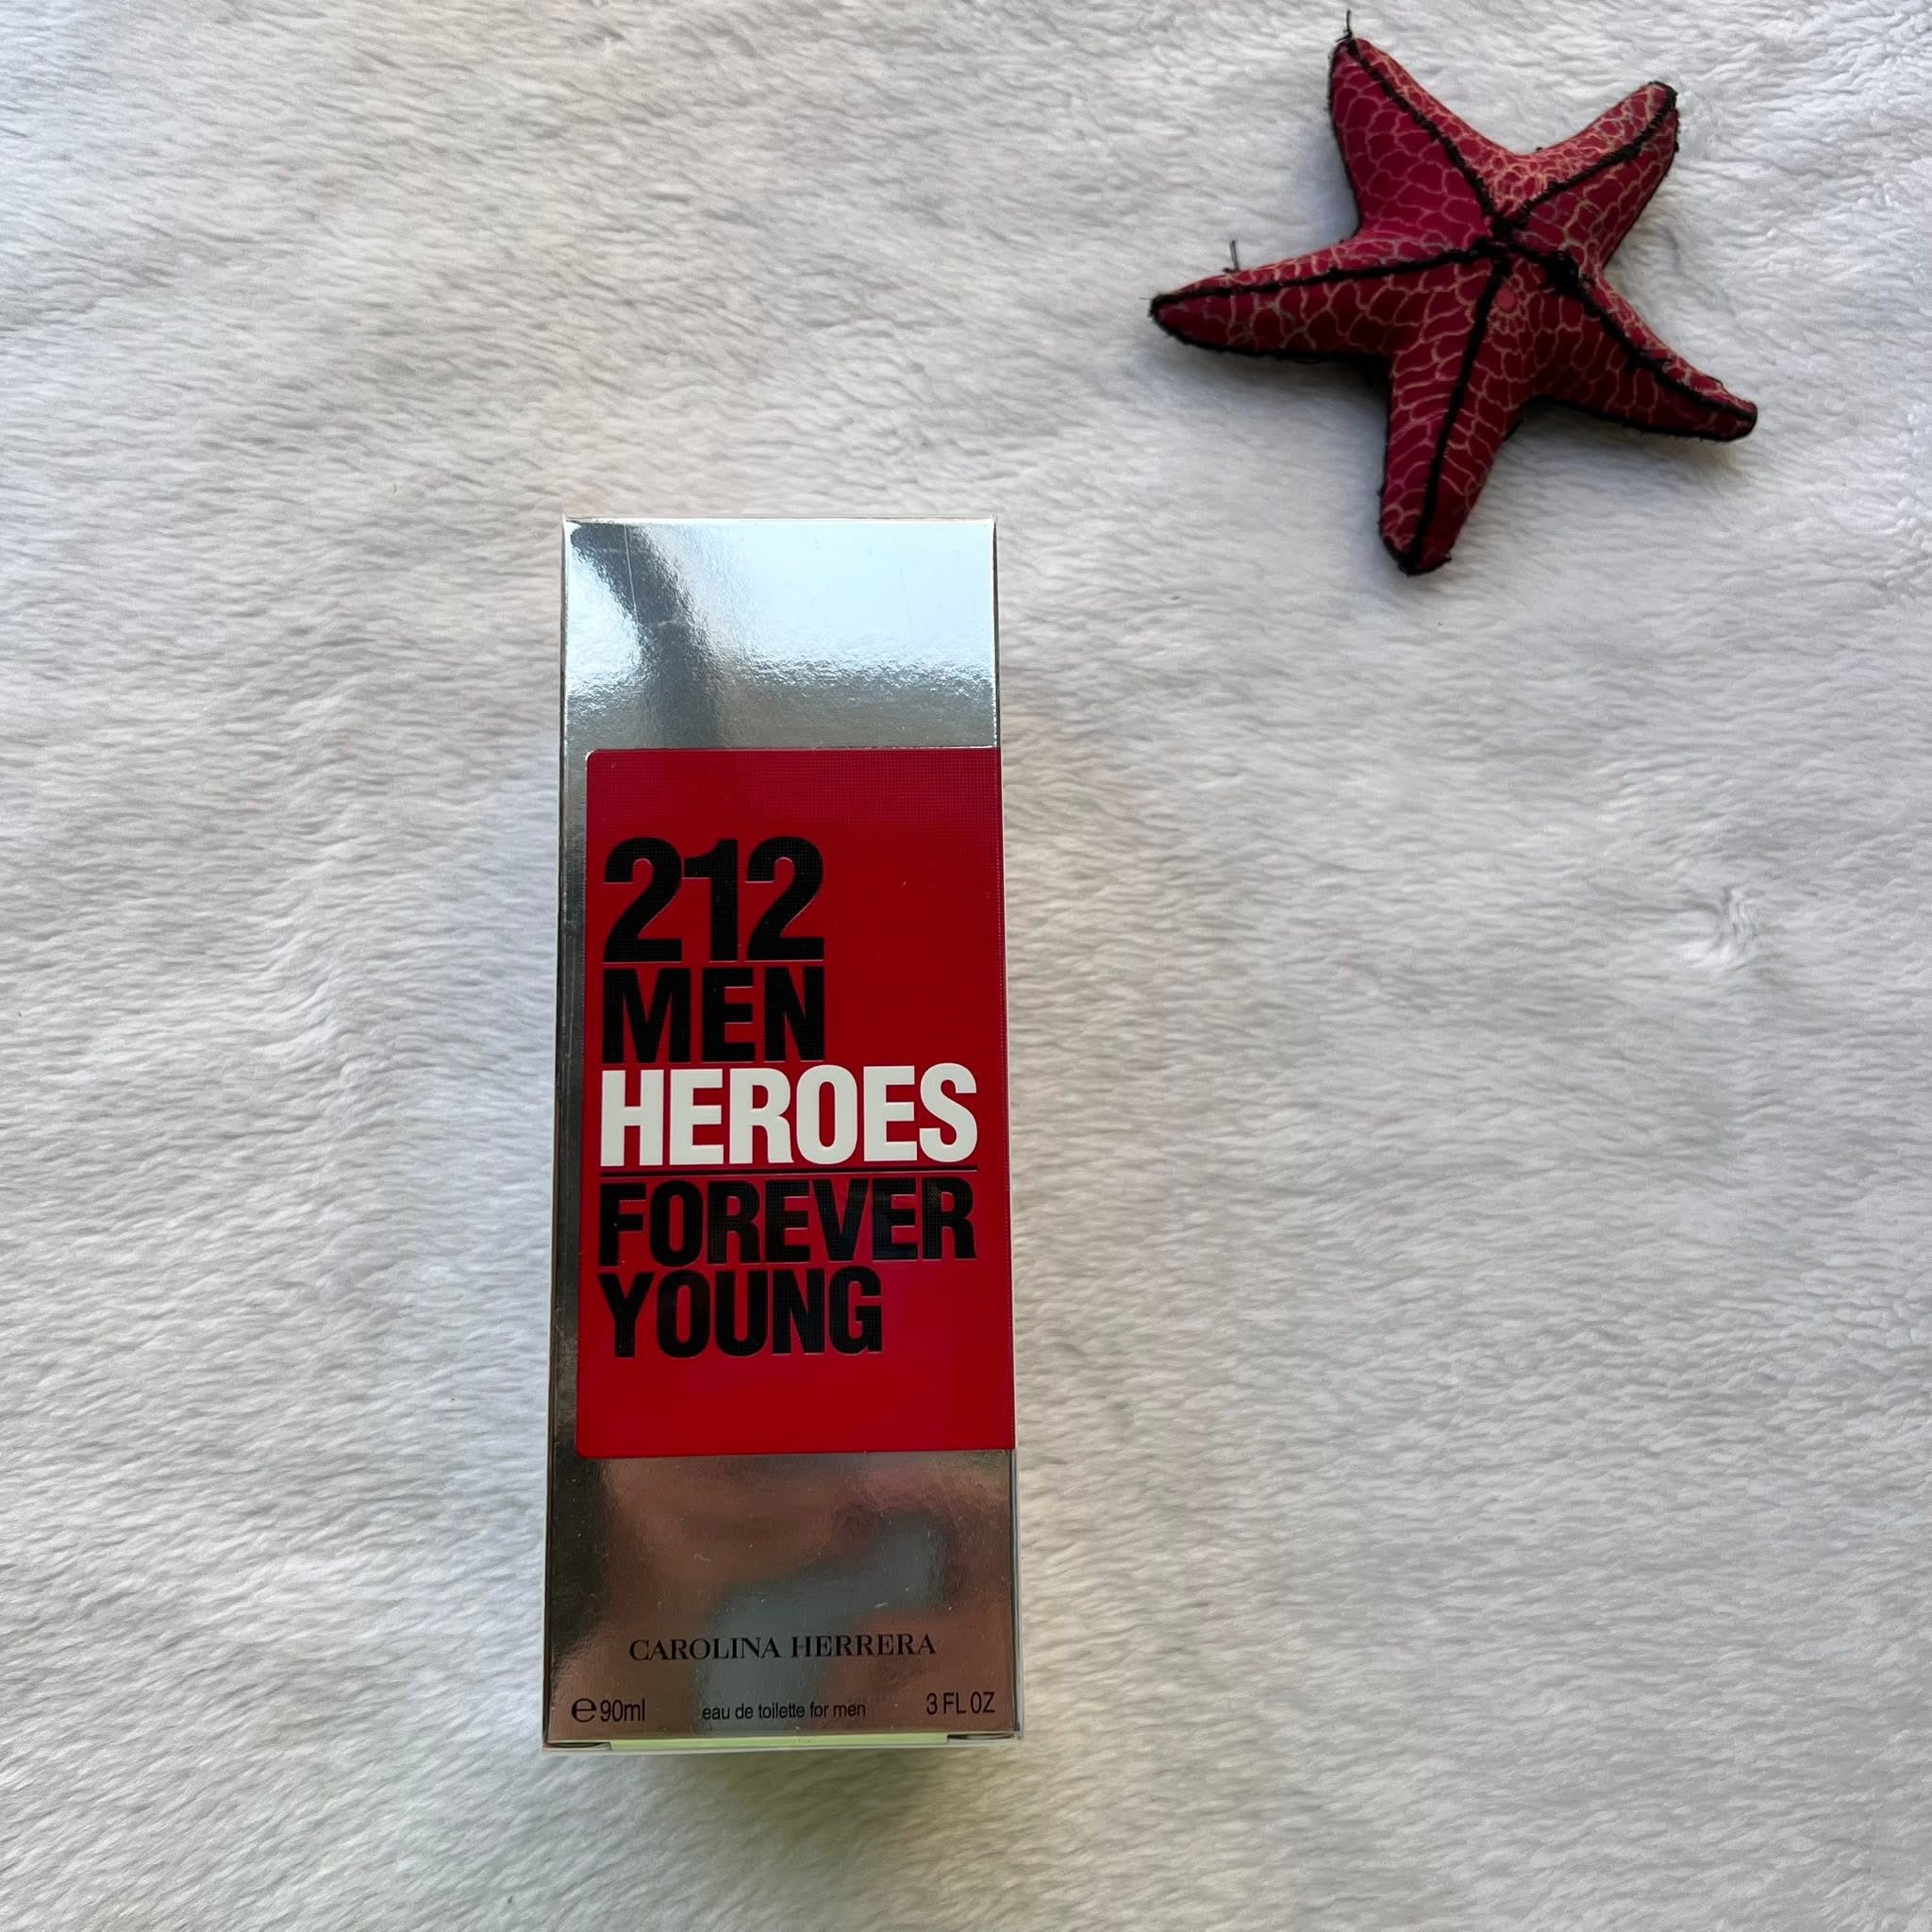 212
MEN
HEROES
FOREVER
YOUNG
CAROLINA HERRERA
℮90ml eau de toilette for men 3 FL OZ